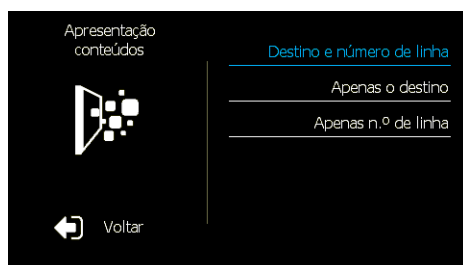 Apresentação
conteúdos
Destino e número de linha
Apenas o destino
Apenas n.º de linha
Voltar